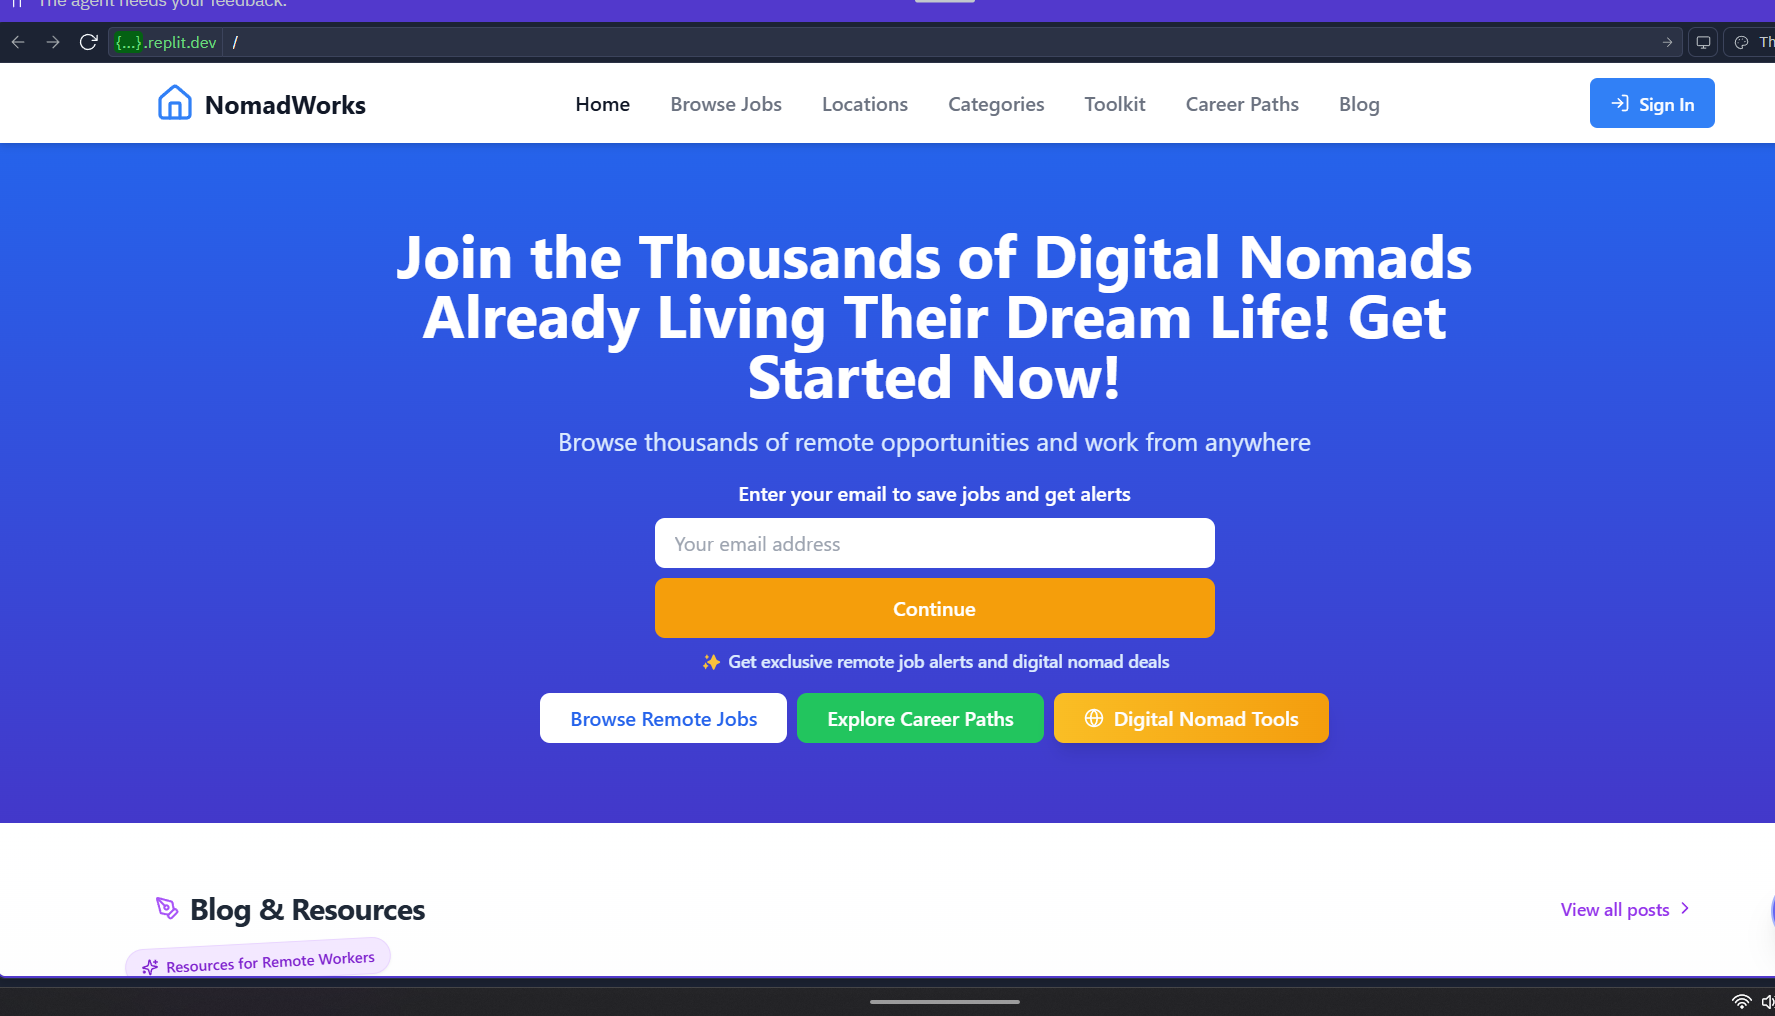 The agent needs your feedback.
{...}.replit.dev /
Th
NomadWorks
Home Browse Jobs Locations Categories Toolkit Career Paths Blog
Sign In
Join the Thousands of Digital Nomads
Already Living Their Dream Life! Get
Started Now!
Browse thousands of remote opportunities and work from anywhere
Enter your email to save jobs and get alerts
Your email address
Continue
✨ Get exclusive remote job alerts and digital nomad deals
Browse Remote Jobs
Explore Career Paths
Digital Nomad Tools
Blog & Resources
View all posts
Resources for Remote Workers